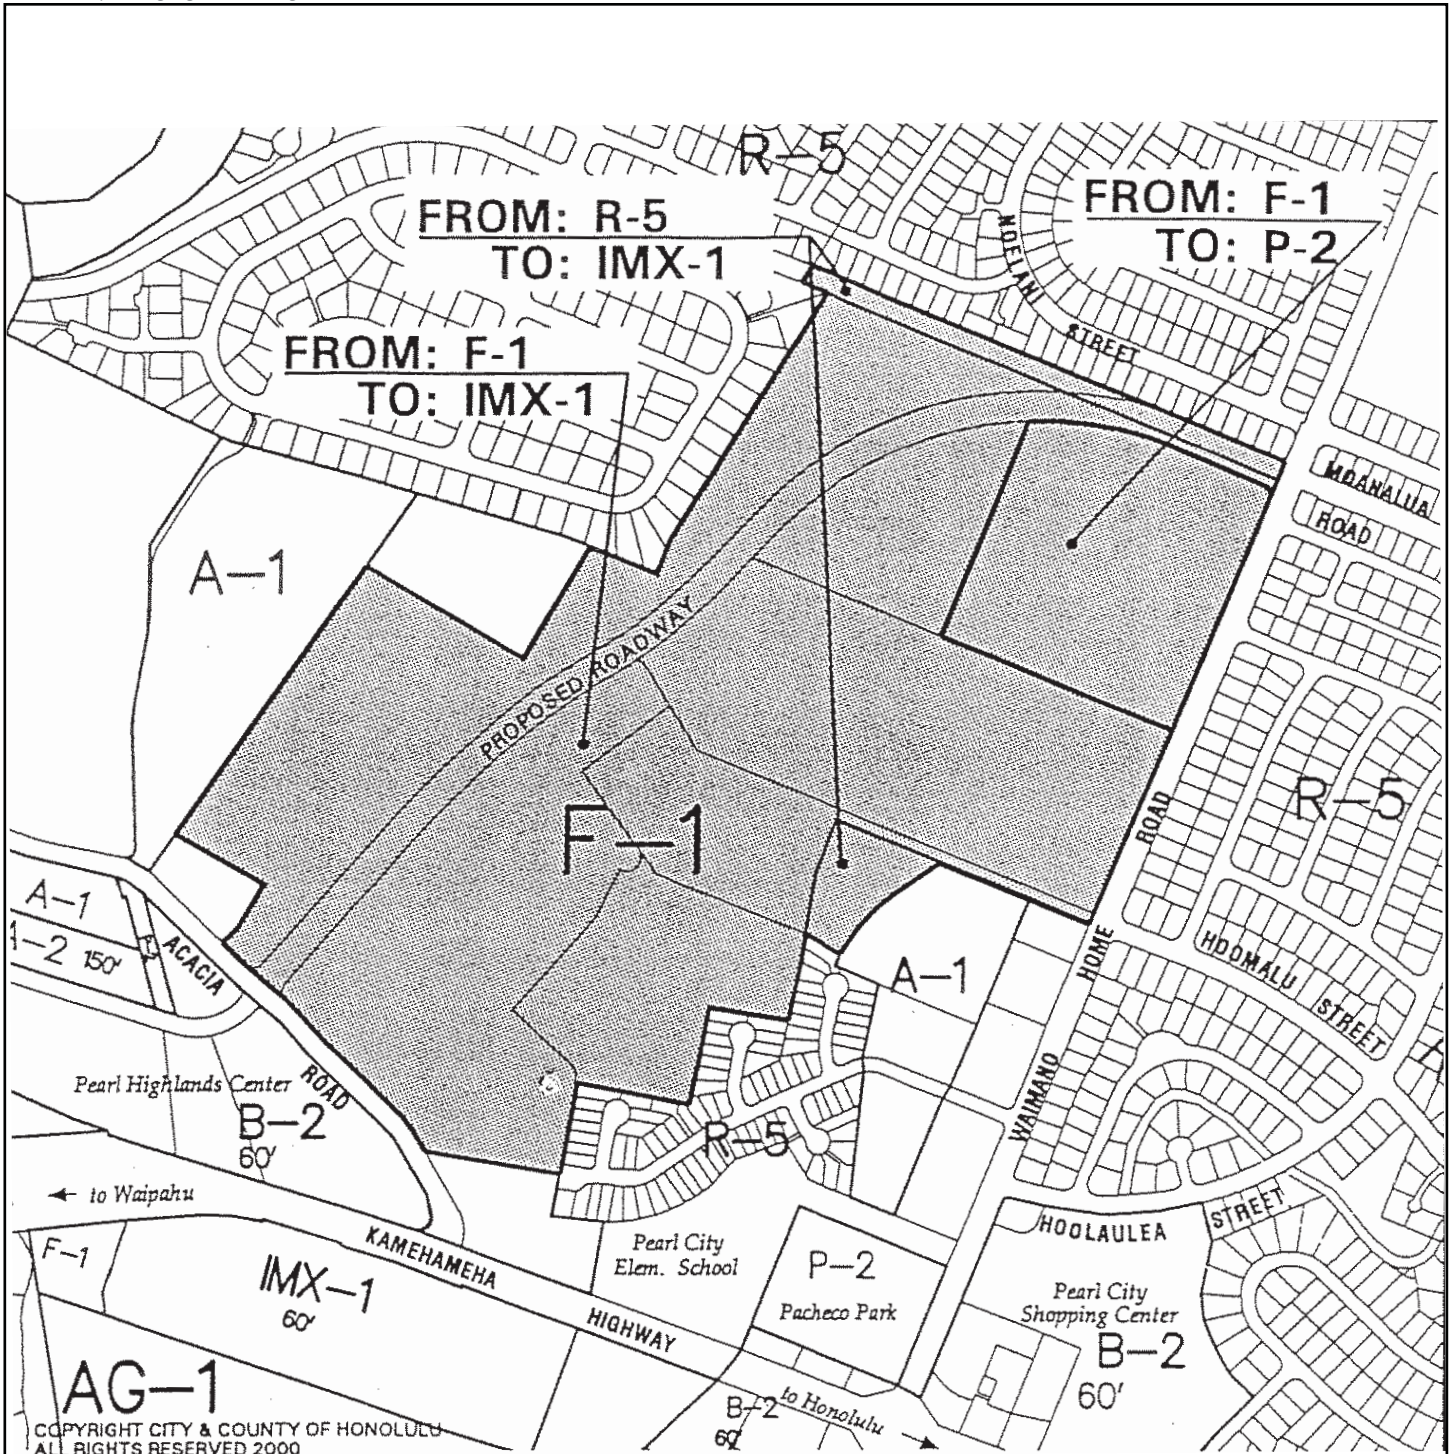 R-5
FROM: R-5
TO: IMX-1
FROM: F-1
TO: P-2
NOELANI
STREET
FROM: F-1
TO: IMX-1
MOANALUA
ROAD
A-1
PROPOSED ROADWAY
F-1
R-5
ROAD
HOME
WAIMANO
A-1
A-2 150'
ACACIA
ROAD
A-1
HOOMALU
STREET
Pearl Highlands Center
B-2
60'
R-5
← to Waipahu
KAMEHAMEHA
HIGHWAY
F-1
IMX-1
60'
Pearl City
Elem. School
P-2
Pacheco Park
HOOLAULEA
STREET
Pearl City
Shopping Center
B-2
60'
AG-1
B-2
60'
to Honolulu
COPYRIGHT CITY & COUNTY OF HONOLULU
ALL RIGHTS RESERVED 2000